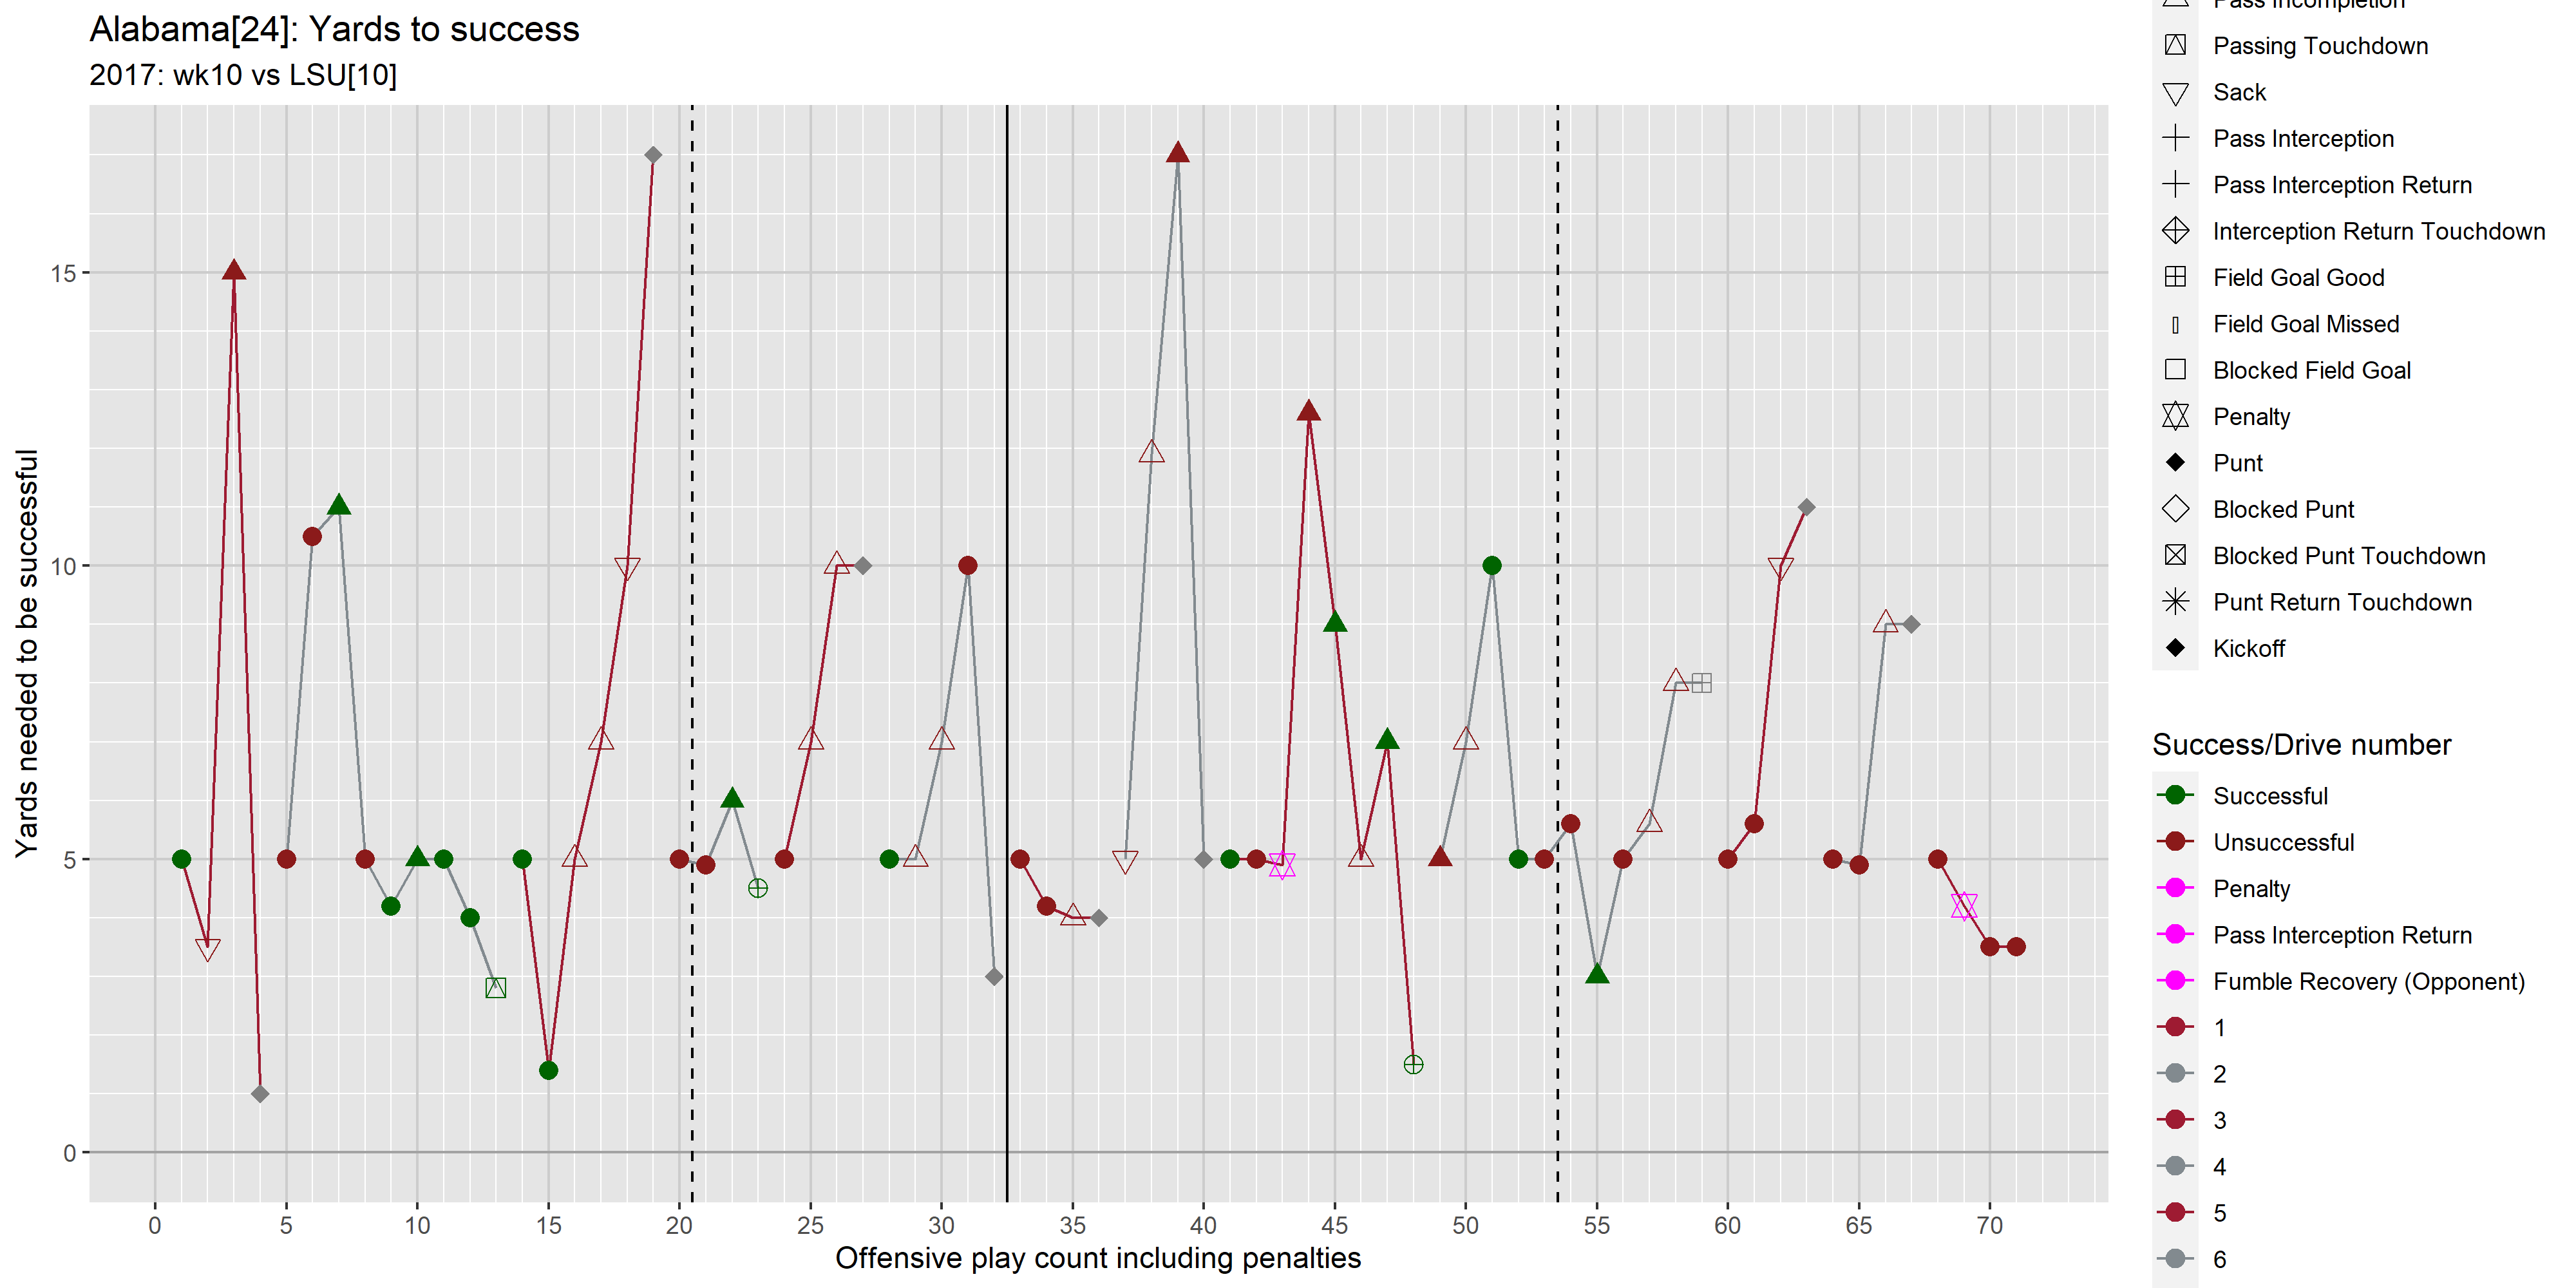 Alabama[24]: Yards to success
2017: wk10 vs LSU[10]
Yards needed to be successful
15
10
5
0
0 5 10 15 20 25 30 35 40 45 50 55 60 65 70
Offensive play count including penalties
Pass Incompletion
Passing Touchdown
Sack
Pass Interception
Pass Interception Return
Interception Return Touchdown
Field Goal Good
Field Goal Missed
Blocked Field Goal
Penalty
Punt
Blocked Punt
Blocked Punt Touchdown
Punt Return Touchdown
Kickoff
Success/Drive number
Successful
Unsuccessful
Penalty
Pass Interception Return
Fumble Recovery (Opponent)
1
2
3
4
5
6